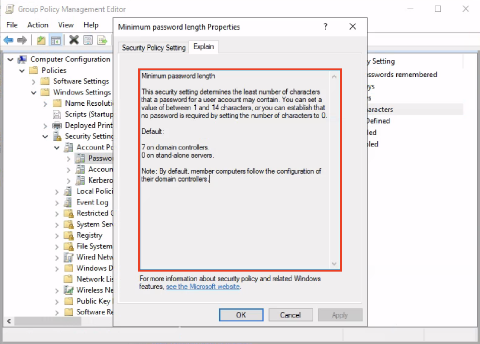 Group Policy Management Editor
File Action View Help
Computer Configuration
Policies
Software Settings
Windows Settings
Name Resolutio
Scripts (Startup
Deployed Print
Security Setting
Account Po
Passwo
Accou
Kerbero
Local Polici
Event Log
Restricted G
System Serv
Registry
File System
Wired Netw
Windows D
Network Lis
Wireless Ne
Public Key
Software Re
Minimum password length Properties
?
Security Policy Setting Explain
Minimum password length
This security setting determines the least number of characters
that a password for a user account may contain. You can set a
value of between 1 and 14 characters, or you can establish that
no password is required by setting the number of characters to 0.
Default:
7 on domain controllers.
0 on stand-alone servers.
Note: By default, member computers follow the configuration of
their domain controllers.
For more information about security policy and related Windows
features, see the Microsoft website.
OK Cancel Apply
y Setting
asswords remembered
ys
s
aracters
Defined
led
bled